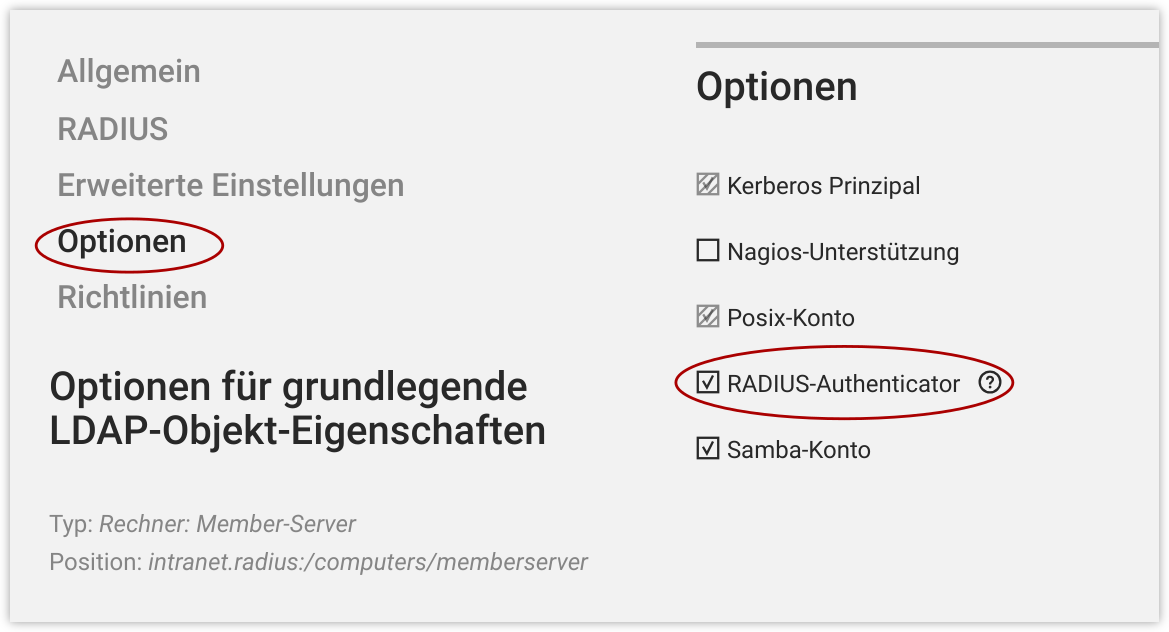 Allgemein
RADIUS
Erweiterte Einstellungen
Optionen
Richtlinien
Optionen für grundlegende
LDAP-Objekt-Eigenschaften
Typ: Rechner: Member-Server
Position: intranet.radius:/computers/memberserver
Optionen
Kerberos Prinzipal
Nagios-Unterstützung
Posix-Konto
RADIUS-Authenticator ?
Samba-Konto